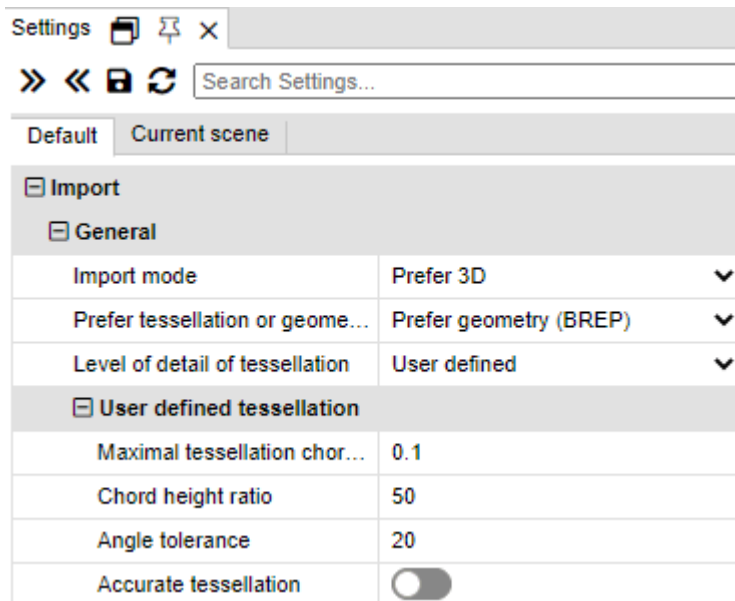 Settings
Search Settings...
Default Current scene
Import
General
Import mode Prefer 3D
Prefer tessellation or geome... Prefer geometry (BREP)
Level of detail of tessellation User defined
User defined tessellation
Maximal tessellation chor... 0.1
Chord height ratio 50
Angle tolerance 20
Accurate tessellation